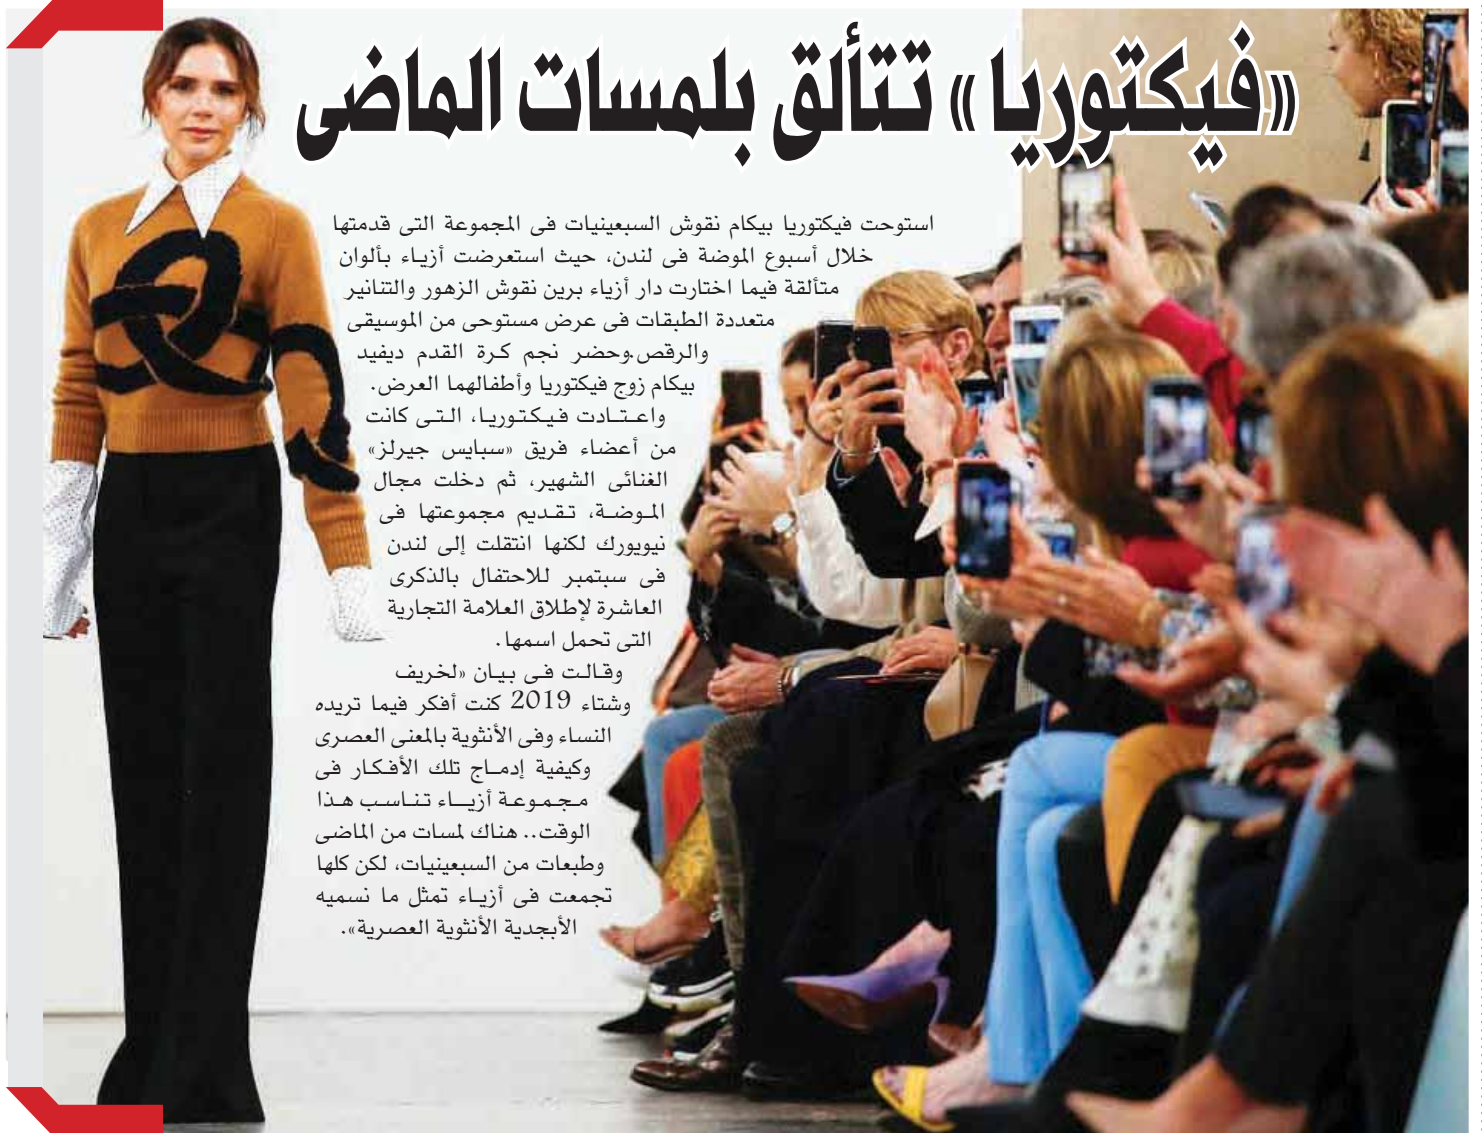 «فيكتوريا» تتألق بلمسات الماضى
استوحت فيكتوريا بيكام نقوش السبعينيات فى المجموعة التى قدمتها
خلال أسبوع الموضة فى لندن، حيث استعرضت أزياء بألوان
متألقة فيما اختارت دار أزياء برين نقوش الزهور والتنانير
متعددة الطبقات فى عرض مستوحى من الموسيقى
والرقص.وحضر نجم كرة القدم ديفيد
بيكام زوج فيكتوريا وأطفالهما العرض.
واعتادت فيكتوريا، التى كانت
من أعضاء فريق «سبايس جيرلز»
الغنائى الشهير، ثم دخلت مجال
الموضة، تقديم مجموعتها فى
نيويورك لكنها انتقلت إلى لندن
فى سبتمبر للاحتفال بالذكرى
العاشرة لإطلاق العلامة التجارية
التى تحمل اسمها.
وقالت فى بيان «لخريف
وشتاء 2019 كنت أفكر فيما تريده
النساء وفى الأنثوية بالمعنى العصرى
وكيفية إدماج تلك الأفكار فى
مجموعة أزياء تناسب هذا
الوقت.. هناك لمسات من الماضى
وطبعات من السبعينيات، لكن كلها
تجمعت فى أزياء تمثل ما نسميه
الأبجدية الأنثوية العصرية».